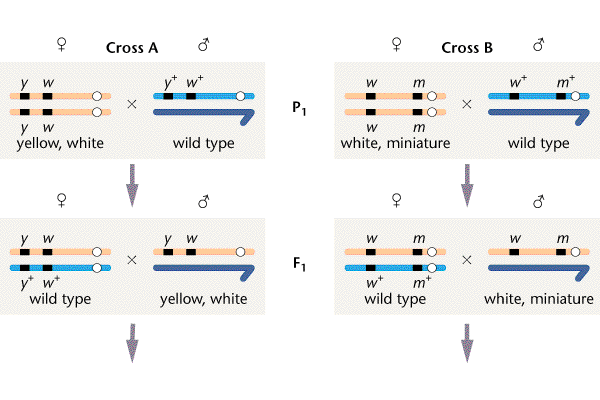 ♀ Cross A ♂
♀ Cross B ♂
y w
y⁺ w⁺
w m
w⁺ m⁺
× P₁ ×
y w
w m
yellow, white wild type
white, miniature wild type
♀ ♂
♀ ♂
y w
y w
w m
w m
× F₁ ×
y⁺ w⁺
w⁺ m⁺
wild type yellow, white
wild type white, miniature